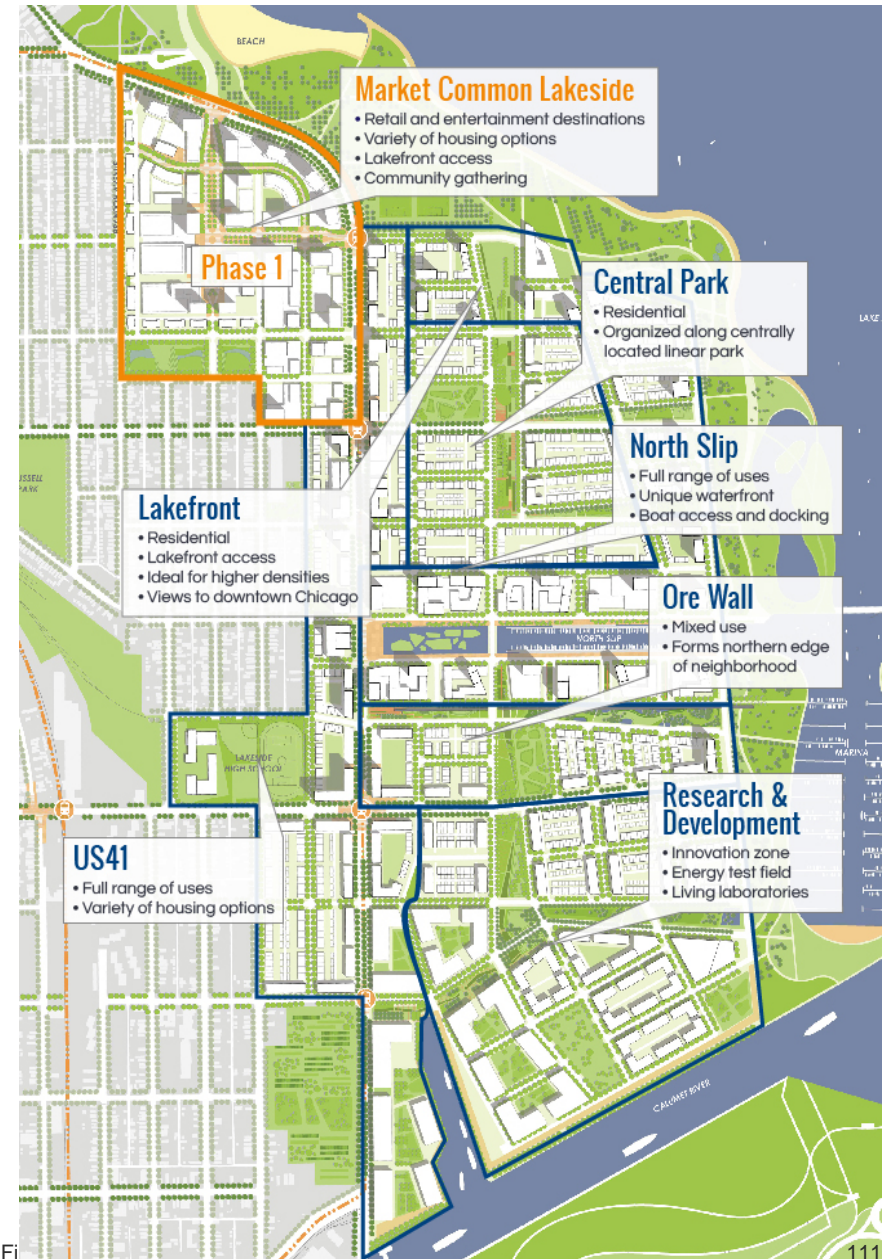 BEACH
Market Common Lakeside
• Retail and entertainment destinations
• Variety of housing options
• Lakefront access
• Community gathering
Phase 1
Central Park
• Residential
• Organized along centrally
located linear park
LAKE
North Slip
• Full range of uses
• Unique waterfront
• Boat access and docking
USSELL
PARK
Lakefront
• Residential
• Lakefront access
• Ideal for higher densities
• Views to downtown Chicago
Ore Wall
• Mixed use
• Forms northern edge
of neighborhood
NORTH SLIP
MARINA
LAKESIDE
HIGH SCHOOL
Research &
Development
• Innovation zone
• Energy test field
• Living laboratories
US41
• Full range of uses
• Variety of housing options
CALUMET RIVER
Fi
111